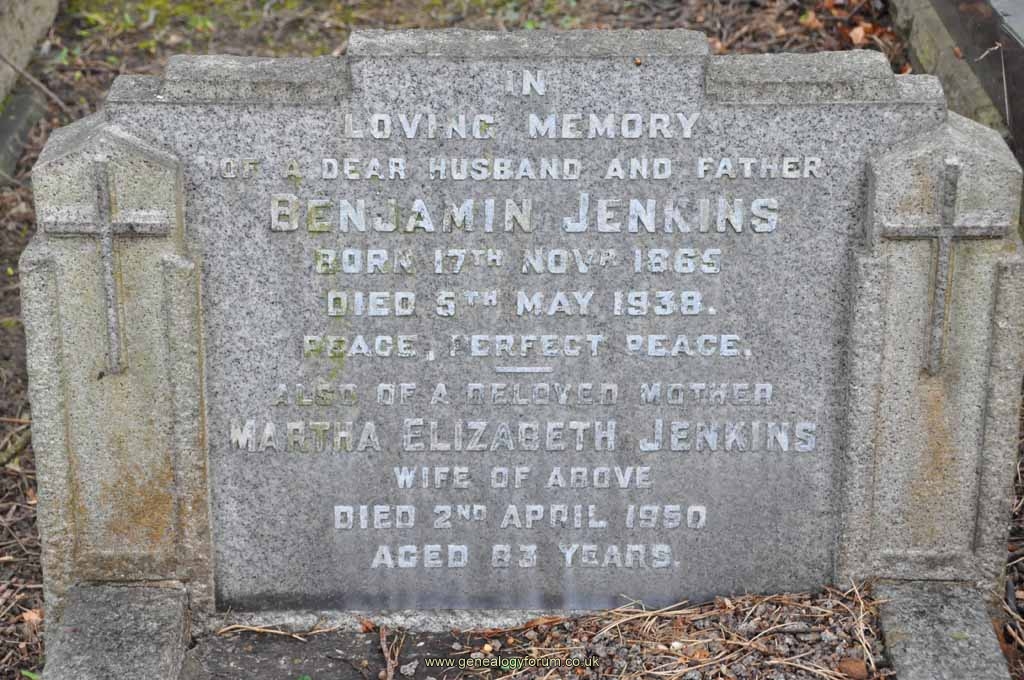 IN
LOVING MEMORY
OF A DEAR HUSBAND AND FATHER
BENJAMIN JENKINS
BORN 17TH NOVR 1865
DIED 5TH MAY 1938.
PEACE, PERFECT PEACE.
ALSO OF A BELOVED MOTHER
MARTHA ELIZABETH JENKINS
WIFE OF ABOVE
DIED 2ND APRIL 1950
AGED 83 YEARS.
www.genealogyforum.co.uk